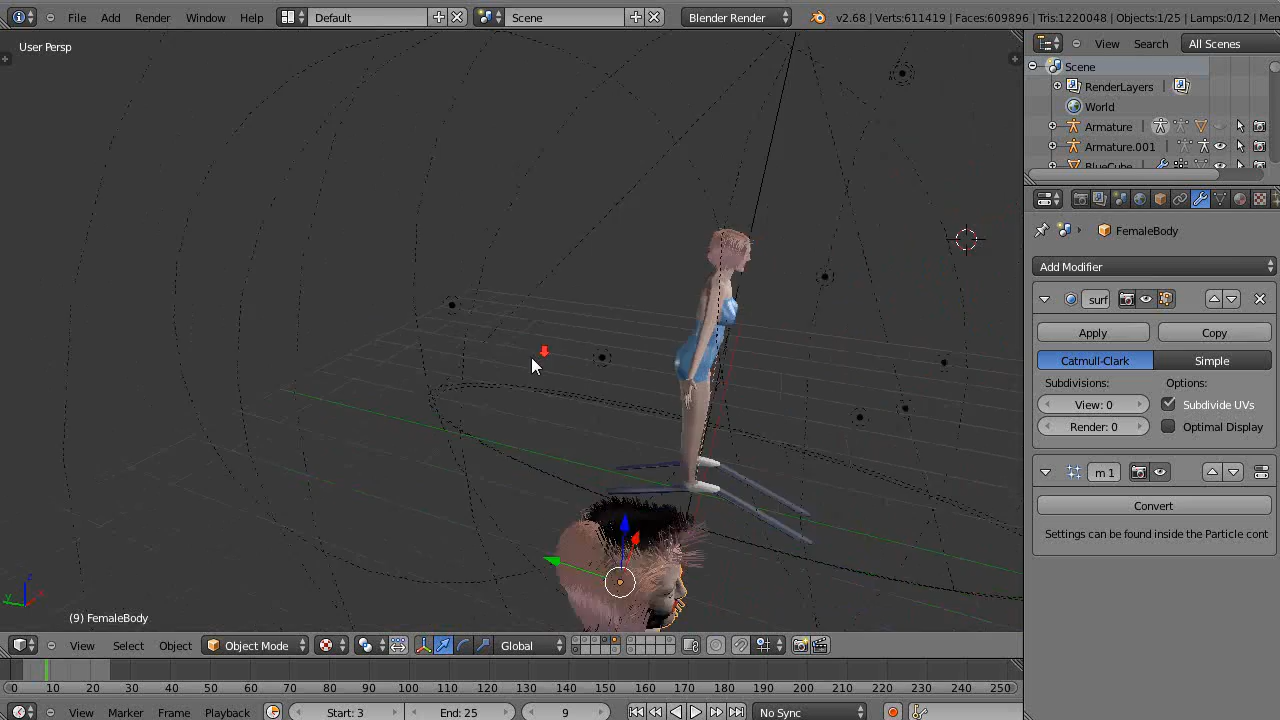 File Add Render Window Help Default Scene Blender Render v2.68 | Verts:611419 | Faces:609896 | Tris:1220048 | Objects:1/25 | Lamps:0/12 |
User Persp
View Search All Scenes
Scene
RenderLayers
World
Armature
Armature.001
BlueCube
FemaleBody
Add Modifier
surf
Apply Copy
Catmull-Clark Simple
Subdivisions: Options:
View: 0 Subdivide UVs
Render: 0 Optimal Display
m 1
Convert
Settings can be found inside the Particle cont
z
y x
(9) FemaleBody
View Select Object Object Mode Global
0 10 20 30 40 50 60 70 80 90 100 110 120 130 140 150 160 170 180 190 200 210 220 230 240 250
View Marker Frame Playback Start: 3 End: 25 9 No Sync